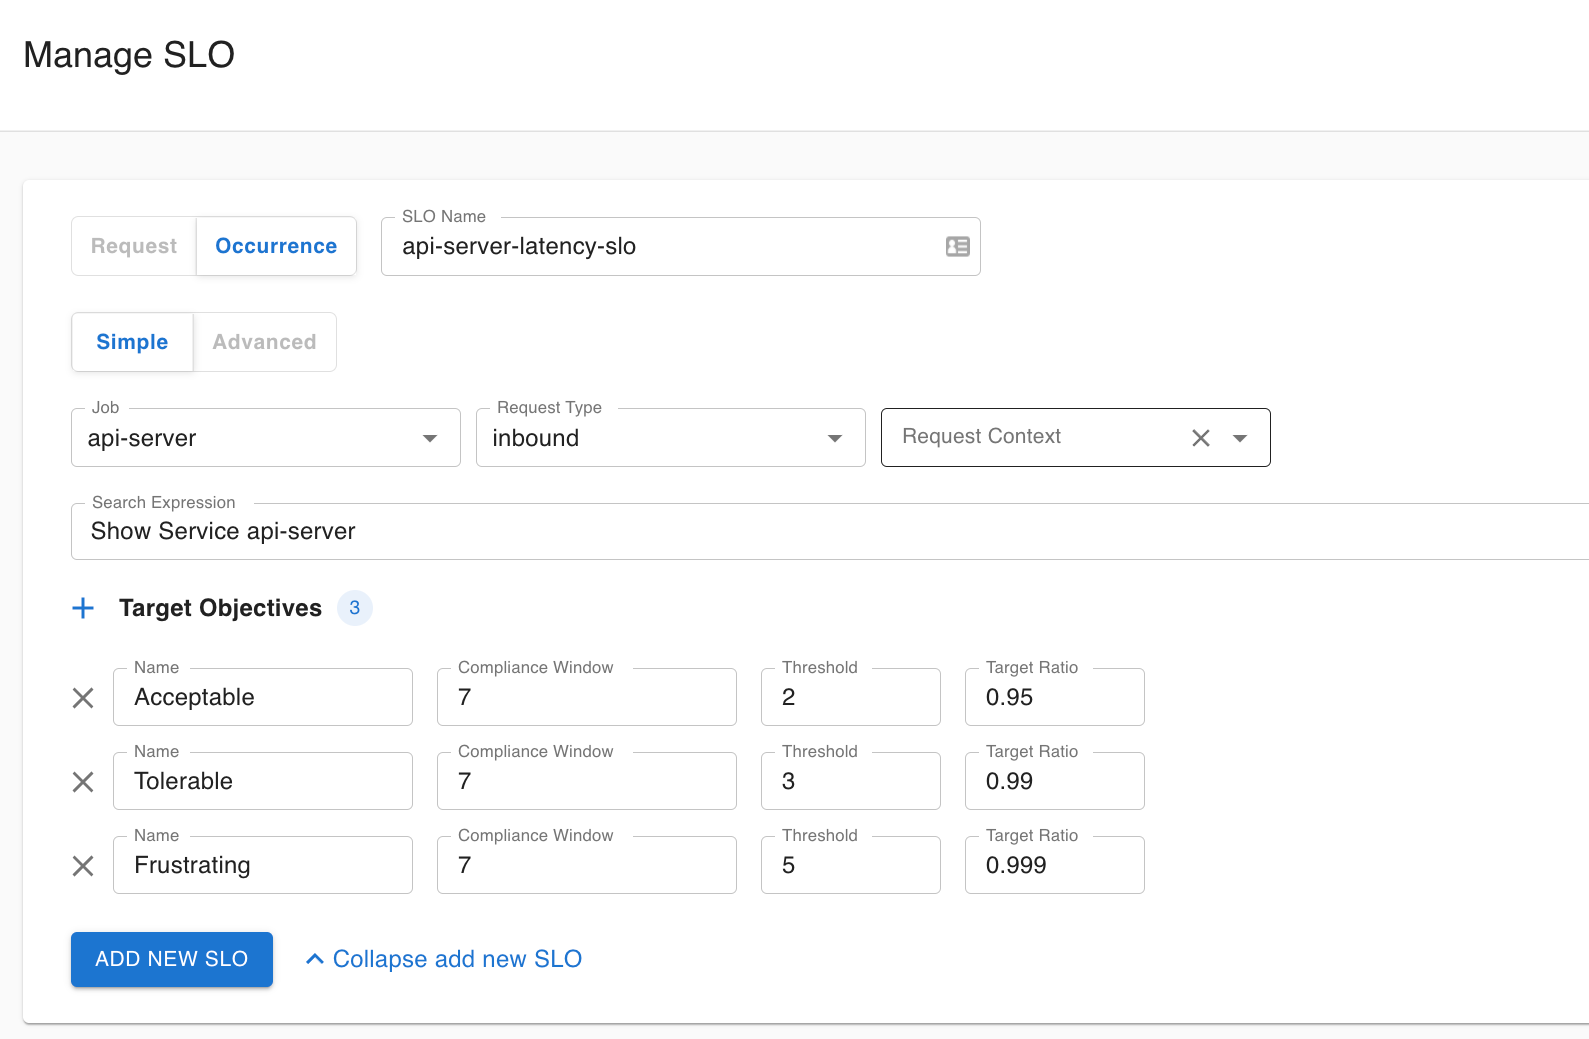 Manage SLO
Request Occurrence
SLO Name
api-server-latency-slo
Simple Advanced
Job
api-server
Request Type
inbound
Request Context
Search Expression
Show Service api-server
Target Objectives 3
Name Compliance Window Threshold Target Ratio
Acceptable 7 2 0.95
Name Compliance Window Threshold Target Ratio
Tolerable 7 3 0.99
Name Compliance Window Threshold Target Ratio
Frustrating 7 5 0.999
ADD NEW SLO Collapse add new SLO